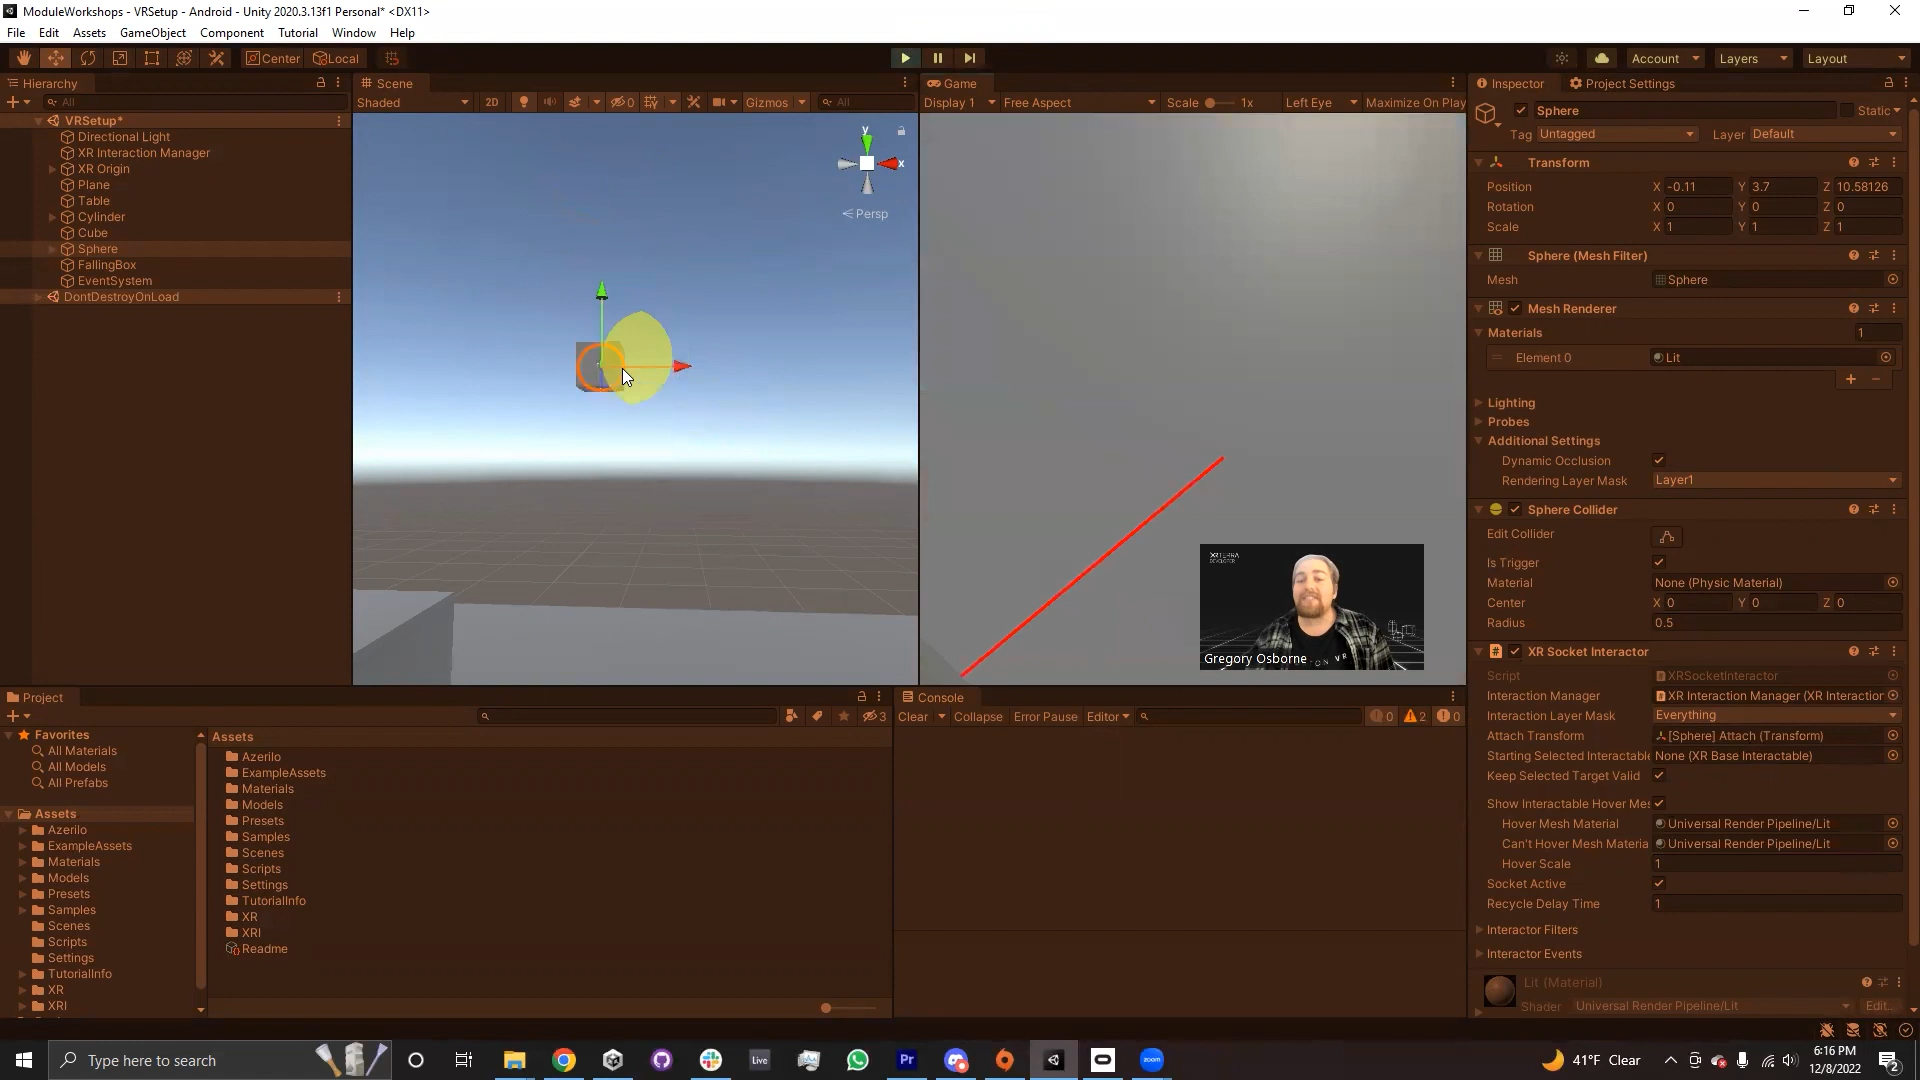 ModuleWorkshops - VRSetup - Android - Unity 2020.3.13f1 Personal* <DX11>
File Edit Assets GameObject Component Tutorial Window Help
Center Local Account Layers Layout
Hierarchy
All
VRSetup*
Directional Light
XR Interaction Manager
XR Origin
Plane
Table
Cylinder
Cube
Sphere
FallingBox
EventSystem
DontDestroyOnLoad
Scene
Shaded 2D 0 Gizmos All
y
x
Persp
Game
Display 1 Free Aspect Scale 1x Left Eye Maximize On Play
XRTERRA
DEVELOPER
Gregory Osborne
Inspector Project Settings
Sphere Static
Tag Untagged Layer Default
Transform
Position X -0.11 Y 3.7 Z 10.58126
Rotation X 0 Y 0 Z 0
Scale X 1 Y 1 Z 1
Sphere (Mesh Filter)
Mesh Sphere
Mesh Renderer
Materials 1
Element 0 Lit
Lighting
Probes
Additional Settings
Dynamic Occlusion
Rendering Layer Mask Layer1
Sphere Collider
Edit Collider
Is Trigger
Material None (Physic Material)
Center X 0 Y 0 Z 0
Radius 0.5
XR Socket Interactor
Script XRSocketInteractor
Interaction Manager XR Interaction Manager (XR Interaction
Interaction Layer Mask Everything
Attach Transform [Sphere] Attach (Transform)
Starting Selected Interactable None (XR Base Interactable)
Keep Selected Target Valid
Show Interactable Hover Mes
Hover Mesh Material Universal Render Pipeline/Lit
Can't Hover Mesh Materia Universal Render Pipeline/Lit
Hover Scale 1
Socket Active
Recycle Delay Time 1
Interactor Filters
Interactor Events
Lit (Material)
Shader Universal Render Pipeline/Lit Edit..
Project
3
Favorites
All Materials
All Models
All Prefabs
Assets
Azerilo
ExampleAssets
Materials
Models
Presets
Samples
Scenes
Scripts
Settings
TutorialInfo
XR
XRI
Assets
Azerilo
ExampleAssets
Materials
Models
Presets
Samples
Scenes
Scripts
Settings
TutorialInfo
XR
XRI
Readme
Console
Clear Collapse Error Pause Editor 0 2 0
Type here to search
Live
Pr
zoom
41°F Clear
6:16 PM
12/8/2022
2